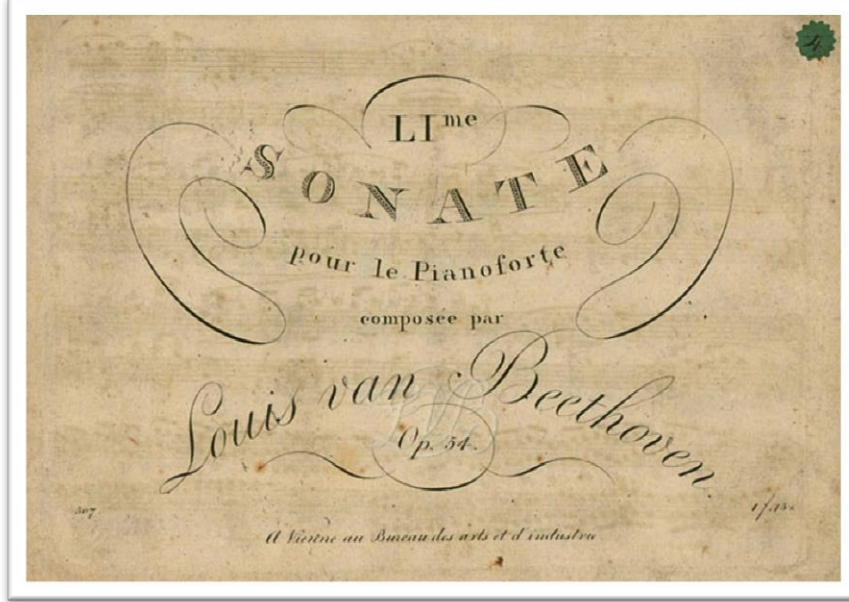 LIme
SONATE
pour le Pianoforte
composée par
Louis van Beethoven.
Op. 54.
507
A Vienne au Bureau des arts et d'industrie